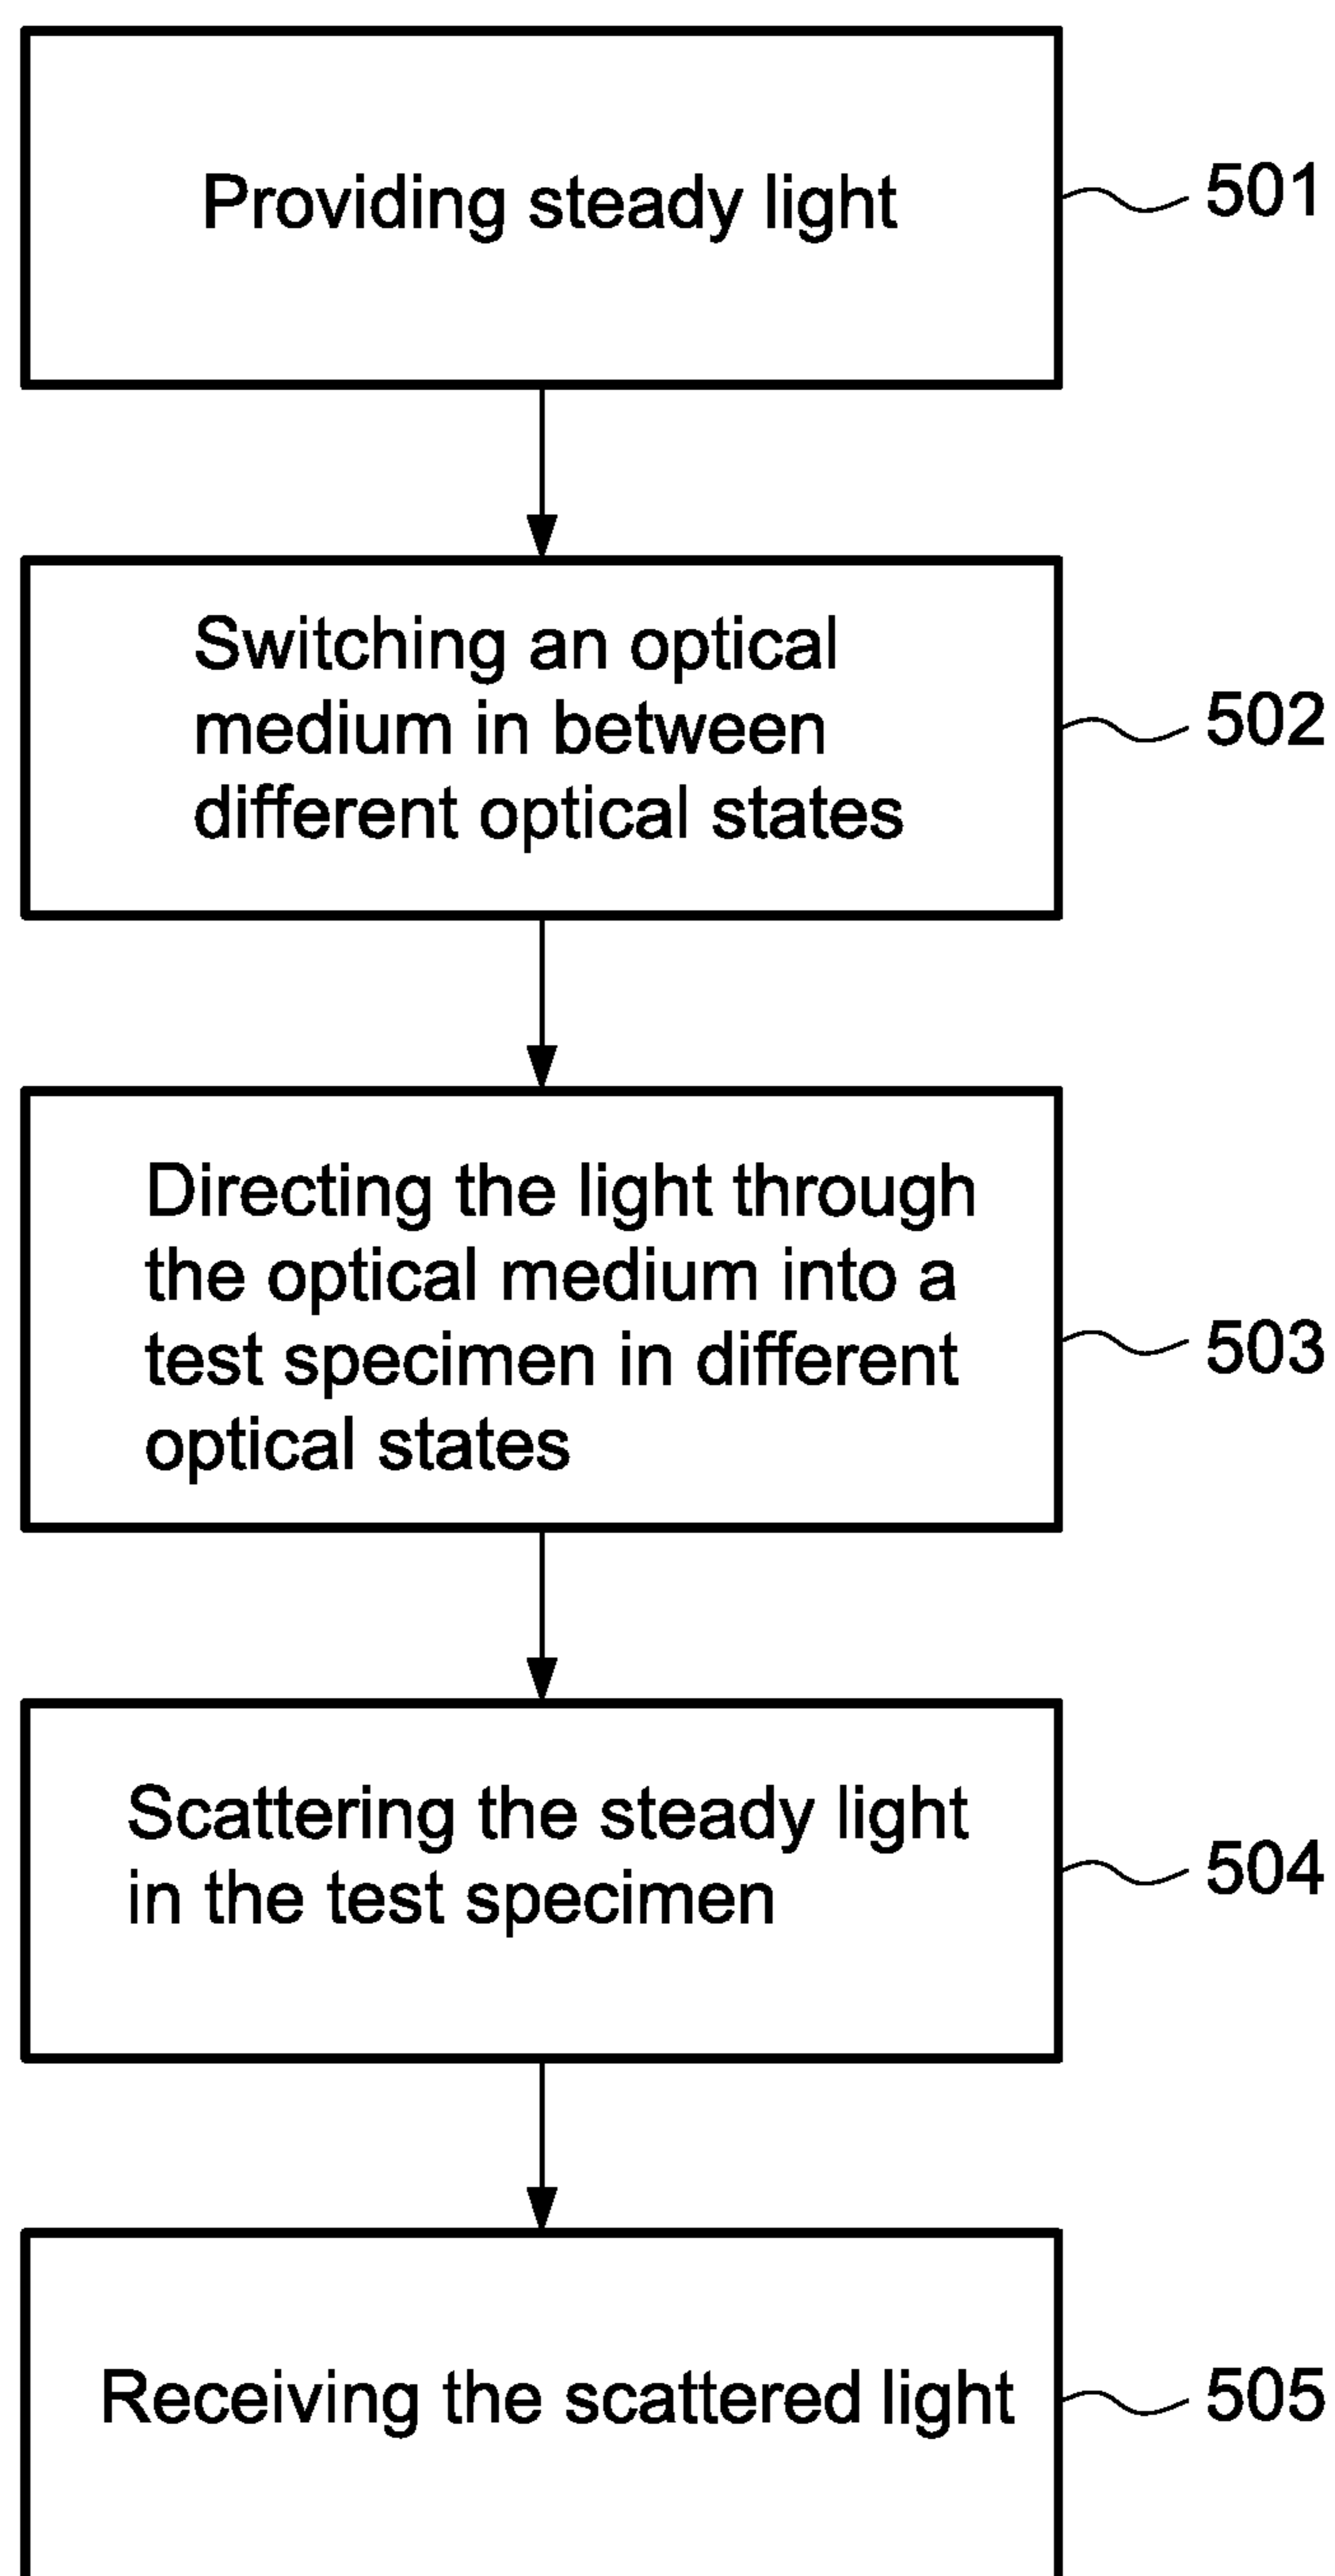 Providing steady light
501
Switching an optical
medium in between
different optical states
502
Directing the light through
the optical medium into a
test specimen in different
optical states
503
Scattering the steady light
in the test specimen
504
Receiving the scattered light
505